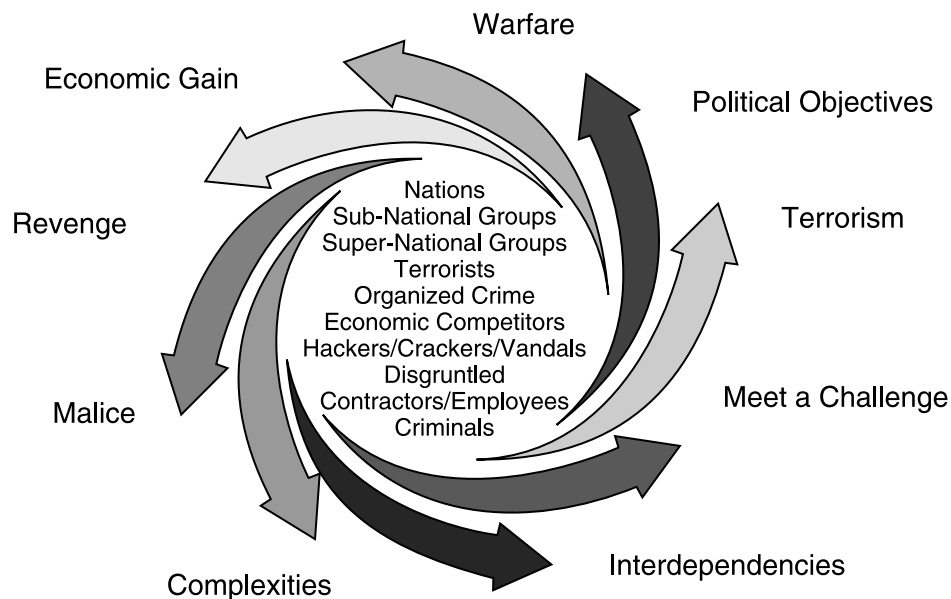 Warfare
Economic Gain
Political Objectives
Revenge
Terrorism
Nations
Sub-National Groups
Super-National Groups
Terrorists
Organized Crime
Economic Competitors
Hackers/Crackers/Vandals
Disgruntled
Contractors/Employees
Criminals
Malice
Meet a Challenge
Complexities
Interdependencies